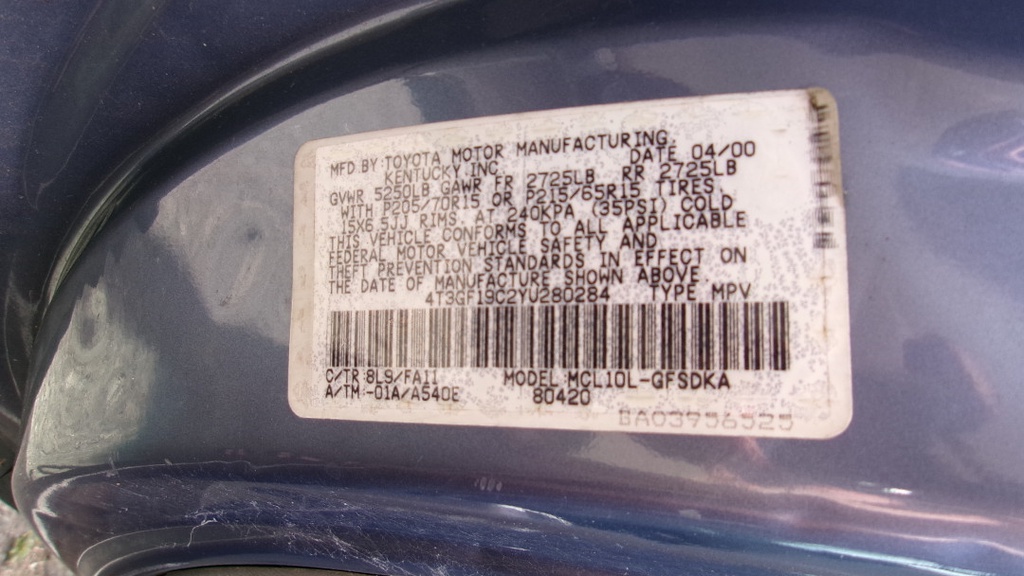 MFD BY: TOYOTA MOTOR MANUFACTURING,
KENTUCKY, INC. DATE 04/00
GVWR 5250LB GAWR FR 2725LB RR 2725LB
WITH P205/70R15 OR P215/65R15 TIRES
15X6.5JJ RIMS, AT 240KPA (35PSI) COLD
THIS VEHICLE CONFORMS TO ALL APPLICABLE
FEDERAL MOTOR VEHICLE SAFETY AND
THEFT PREVENTION STANDARDS IN EFFECT ON
THE DATE OF MANUFACTURE SHOWN ABOVE.
4T3GF19C2YU280284 TYPE MPV
C/TR:8L9/FA11 MODEL:MCL10L-GFSDKA
A/TM:-01A/A540E 80420
BA03956525